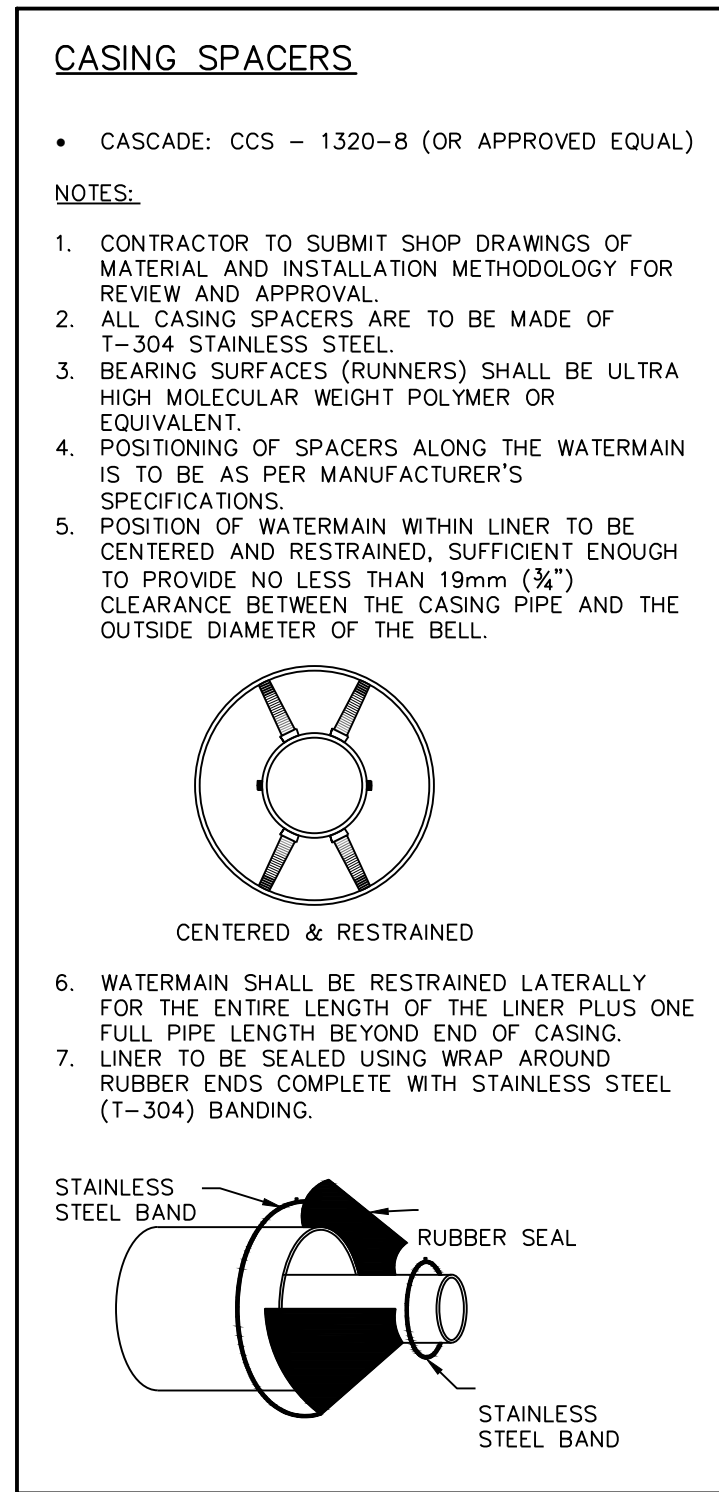 CASING SPACERS
• CASCADE: CCS – 1320–8 (OR APPROVED EQUAL)
NOTES:
1. CONTRACTOR TO SUBMIT SHOP DRAWINGS OF
MATERIAL AND INSTALLATION METHODOLOGY FOR
REVIEW AND APPROVAL.
2. ALL CASING SPACERS ARE TO BE MADE OF
T–304 STAINLESS STEEL.
3. BEARING SURFACES (RUNNERS) SHALL BE ULTRA
HIGH MOLECULAR WEIGHT POLYMER OR
EQUIVALENT.
4. POSITIONING OF SPACERS ALONG THE WATERMAIN
IS TO BE AS PER MANUFACTURER'S
SPECIFICATIONS.
5. POSITION OF WATERMAIN WITHIN LINER TO BE
CENTERED AND RESTRAINED, SUFFICIENT ENOUGH
TO PROVIDE NO LESS THAN 19mm (¾")
CLEARANCE BETWEEN THE CASING PIPE AND THE
OUTSIDE DIAMETER OF THE BELL.
CENTERED & RESTRAINED
6. WATERMAIN SHALL BE RESTRAINED LATERALLY
FOR THE ENTIRE LENGTH OF THE LINER PLUS ONE
FULL PIPE LENGTH BEYOND END OF CASING.
7. LINER TO BE SEALED USING WRAP AROUND
RUBBER ENDS COMPLETE WITH STAINLESS STEEL
(T–304) BANDING.
STAINLESS
STEEL BAND
RUBBER SEAL
STAINLESS
STEEL BAND